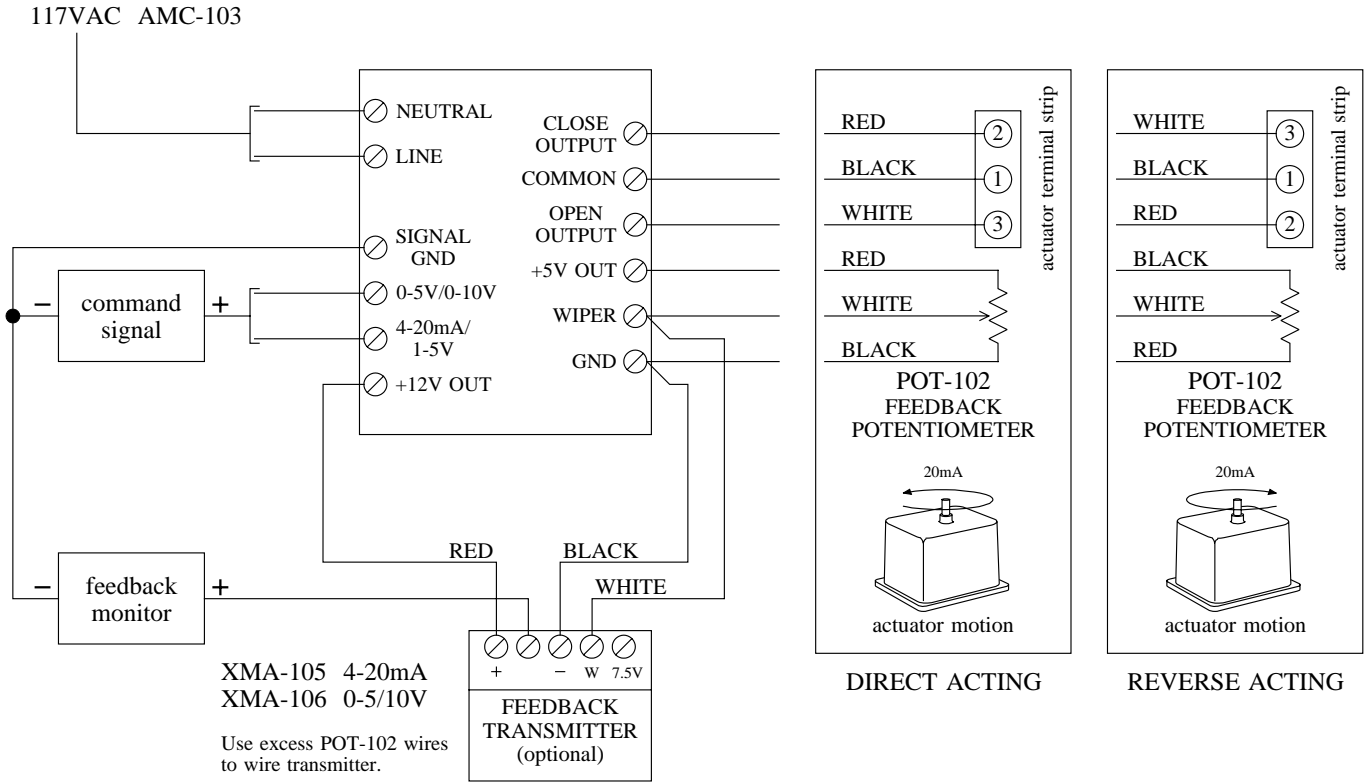 117VAC AMC-103
NEUTRAL
LINE
SIGNAL
GND
0-5V/0-10V
4-20mA/
1-5V
+12V OUT
CLOSE
OUTPUT
COMMON
OPEN
OUTPUT
+5V OUT
WIPER
GND
−
command
signal
+
−
feedback
monitor
+
RED
BLACK
WHITE
+
−
W
7.5V
FEEDBACK
TRANSMITTER
(optional)
XMA-105 4-20mA
XMA-106 0-5/10V
Use excess POT-102 wires
to wire transmitter.
RED
2
BLACK
1
WHITE
3
actuator terminal strip
RED
WHITE
BLACK
POT-102
FEEDBACK
POTENTIOMETER
20mA
actuator motion
DIRECT ACTING
WHITE
3
BLACK
1
RED
2
actuator terminal strip
BLACK
WHITE
RED
POT-102
FEEDBACK
POTENTIOMETER
20mA
actuator motion
REVERSE ACTING